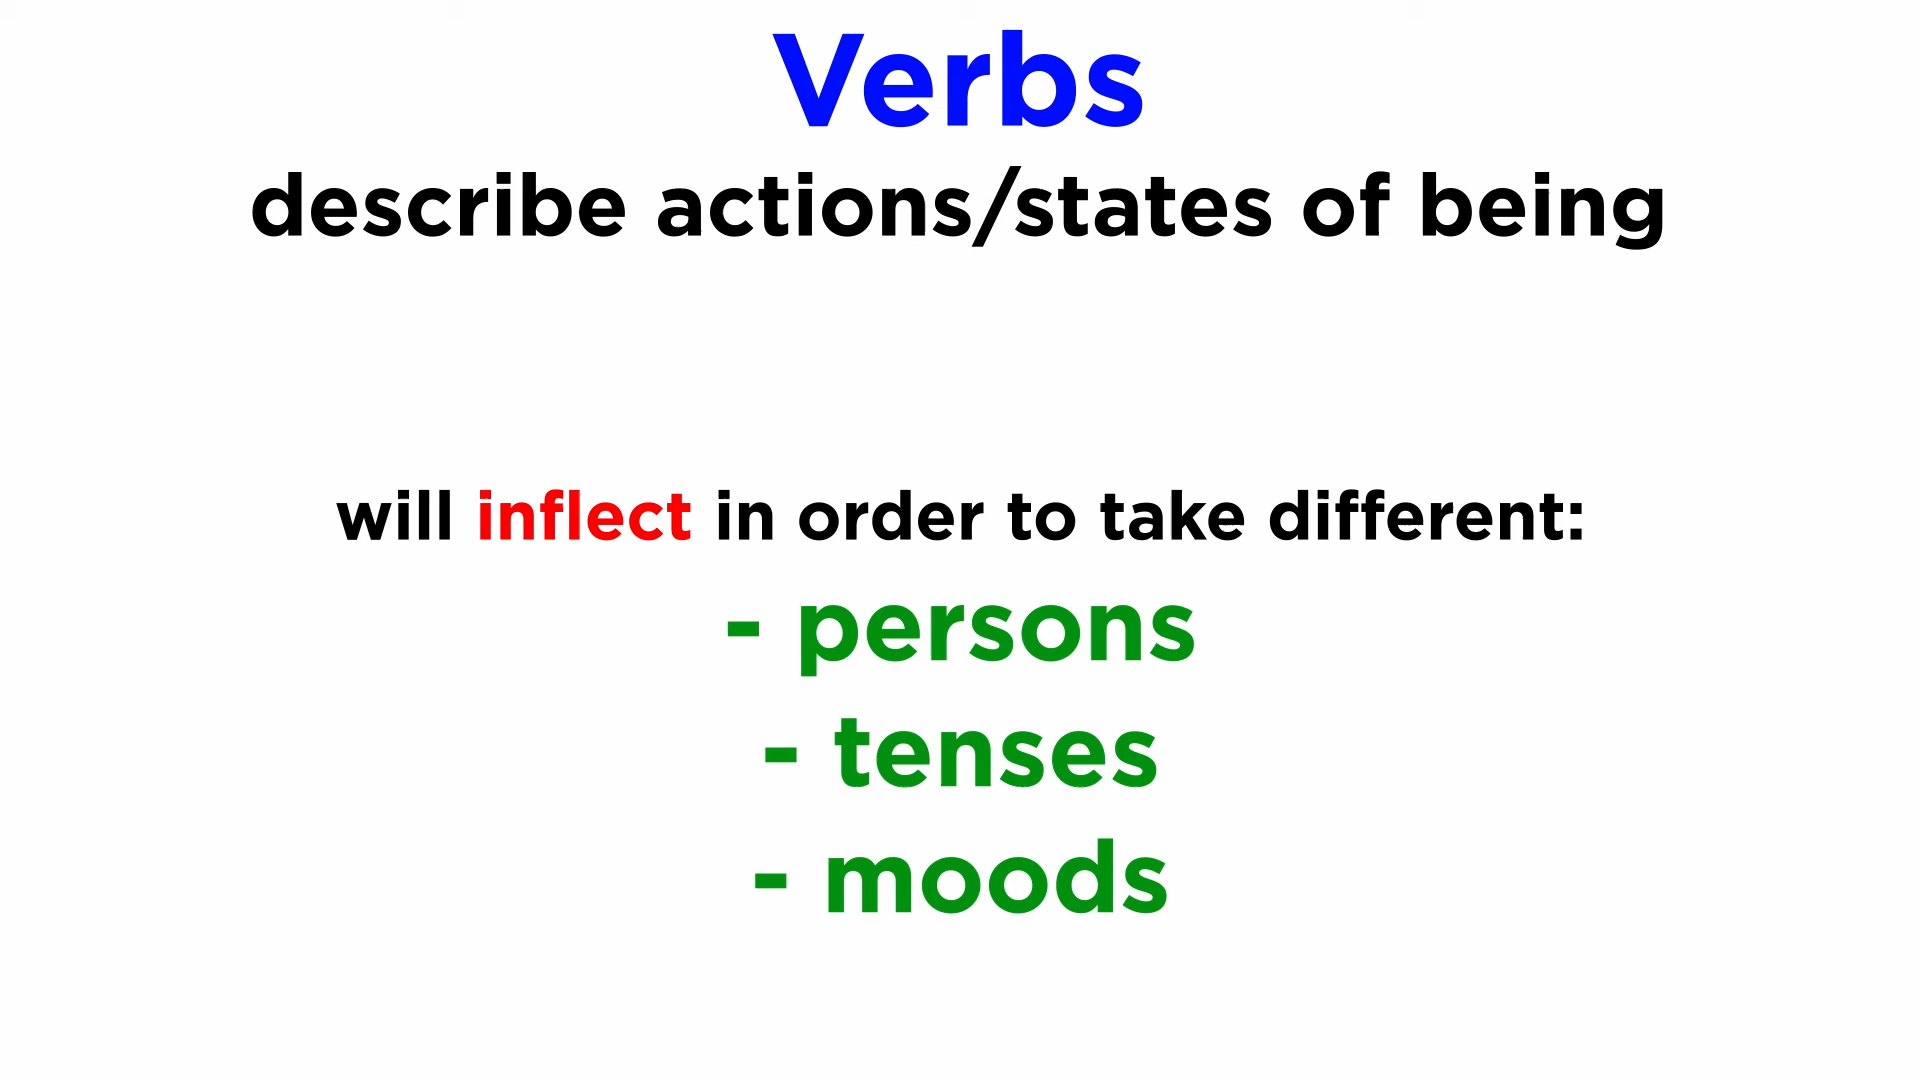 Verbs
describe actions/states of being
will inflect in order to take different:
- persons
- tenses
- moods